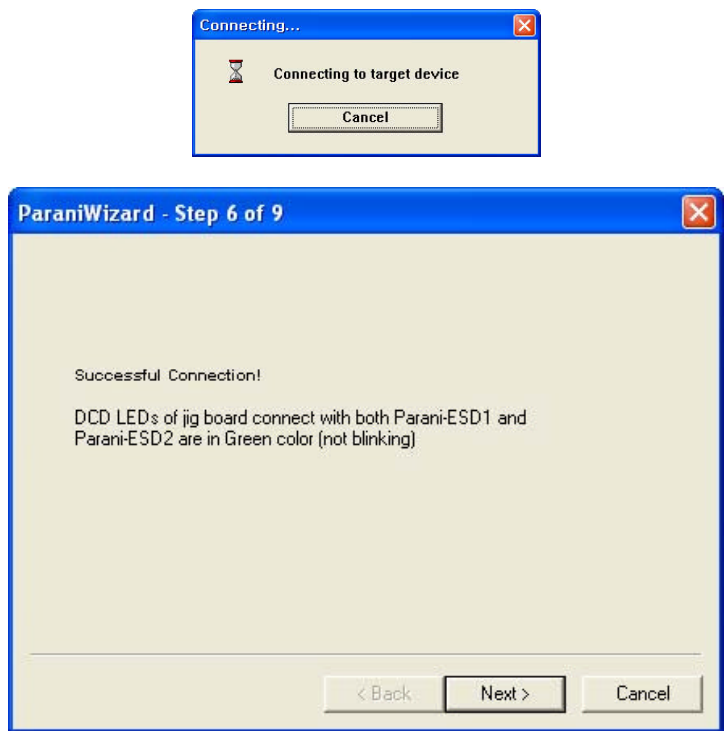 Connecting...
Connecting to target device
Cancel
ParaniWizard - Step 6 of 9
Successful Connection!
DCD LEDs of jig board connect with both Parani-ESD1 and
Parani-ESD2 are in Green color (not blinking)
< Back Next > Cancel